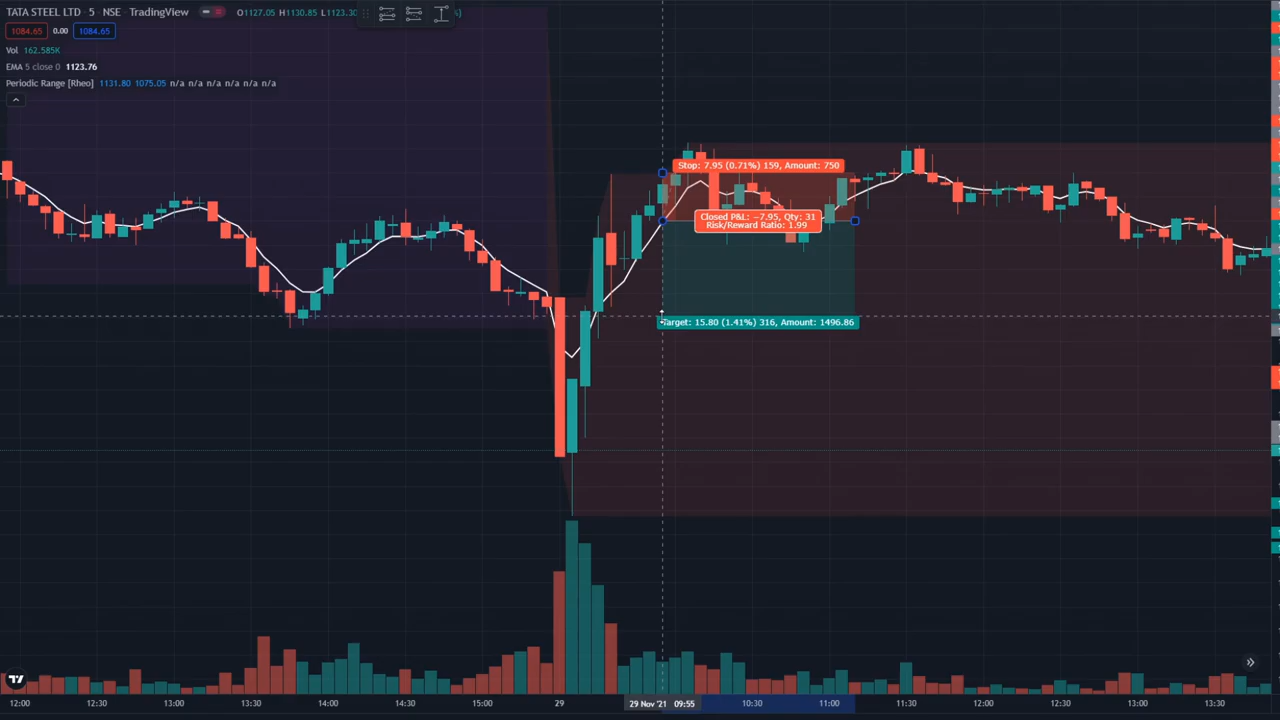 TATA STEEL LTD · 5 · NSE · TradingView
O1127.05 H1130.85 L1123.30
1084.65 0.00 1084.65
Vol 162.585K
EMA 5 close 0 1123.76
Periodic Range [Rheo] 1131.80 1075.05 n/a n/a n/a n/a n/a n/a
Stop: 7.95 (0.71%) 159, Amount: 750
Closed P&L: −7.95, Qty: 31
Risk/Reward Ratio: 1.99
Target: 15.80 (1.41%) 316, Amount: 1496.86
12:00 12:30 13:00 13:30 14:00 14:30 15:00 29 29 Nov '21 09:55 10:30 11:00 11:30 12:00 12:30 13:00 13:30